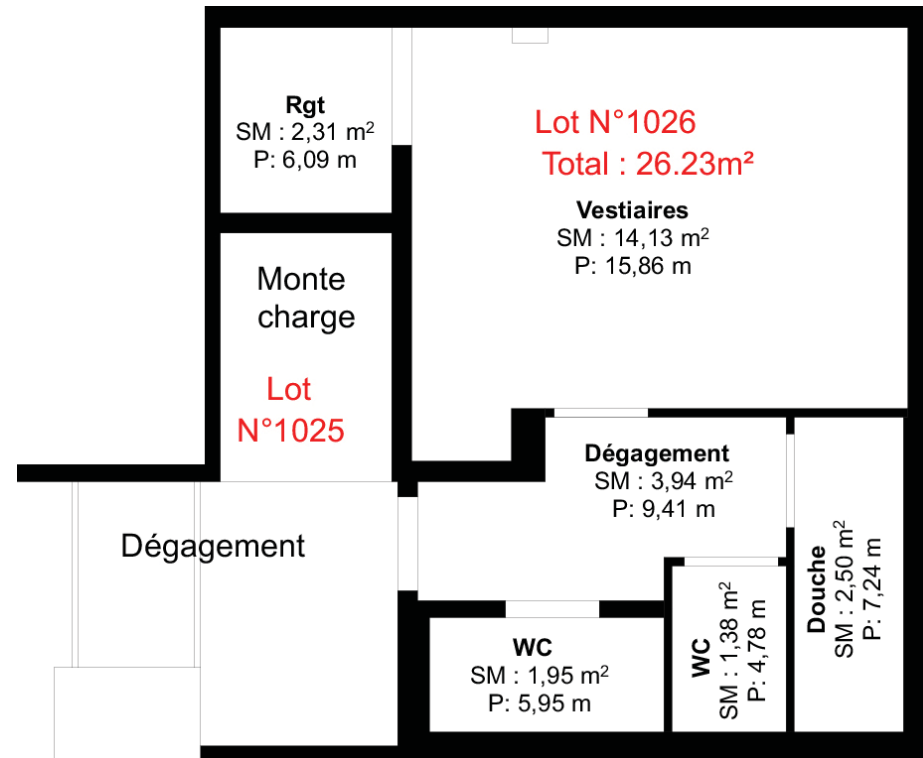 Rgt
SM : 2,31 m²
P: 6,09 m
Lot N°1026
Total : 26.23m²
Vestiaires
SM : 14,13 m²
P: 15,86 m
Monte
charge
Lot
N°1025
Dégagement
SM : 3,94 m²
P: 9,41 m
Dégagement
Douche
SM : 2,50 m²
P: 7,24 m
WC
SM : 1,95 m²
P: 5,95 m
WC
SM : 1,38 m²
P: 4,78 m